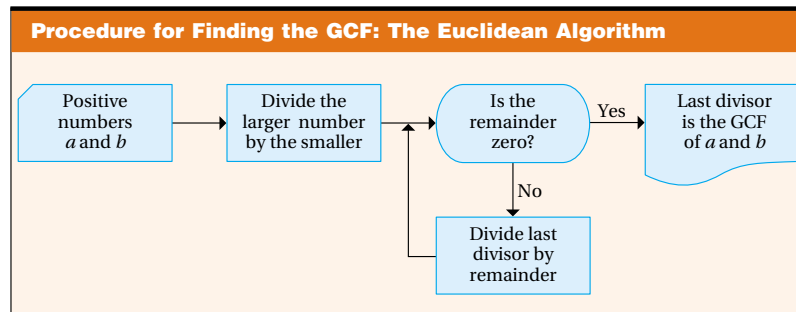 Procedure for Finding the GCF: The Euclidean Algorithm
Positive
numbers
a and b
Divide the
larger number
by the smaller
Is the
remainder
zero?
Yes
Last divisor
is the GCF
of a and b
No
Divide last
divisor by
remainder